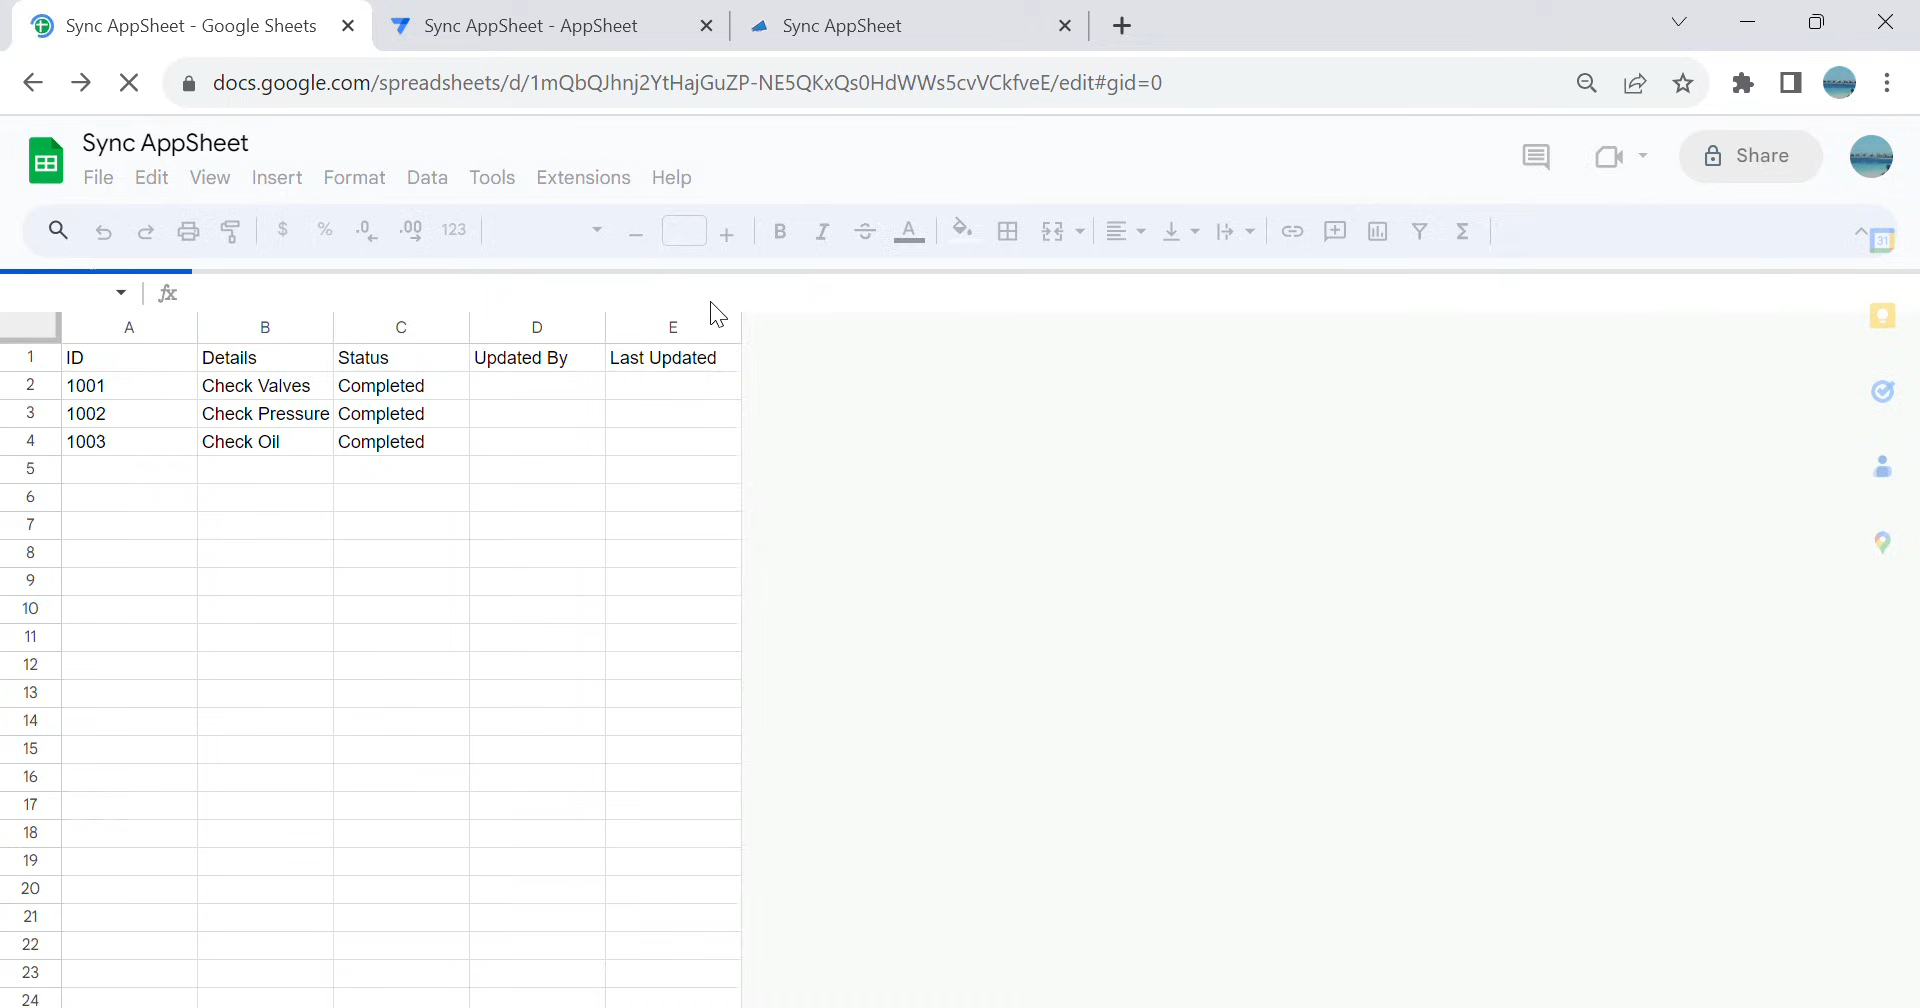 Sync AppSheet - Google Sheets
Sync AppSheet - AppSheet
Sync AppSheet
docs.google.com/spreadsheets/d/1mQbQJhnj2YtHajGuZP-NE5QKxQs0HdWWs5cvVCkfveE/edit#gid=0
Sync AppSheet
File Edit View Insert Format Data Tools Extensions Help
Share
$ % .0 .00 123 B I A Σ
31
fx
A B C D E
1 ID Details Status Updated By Last Updated
2 1001 Check Valves Completed
3 1002 Check Pressure Completed
4 1003 Check Oil Completed
5
6
7
8
9
10
11
12
13
14
15
16
17
18
19
20
21
22
23
24